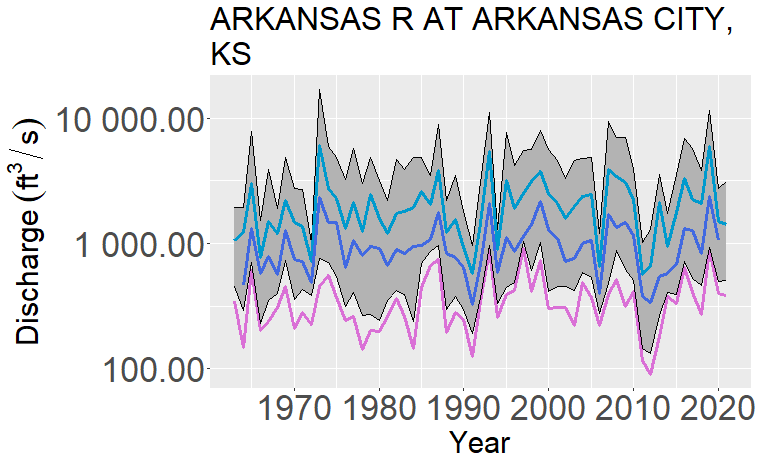 ARKANSAS R AT ARKANSAS CITY,
KS
Discharge (ft³/s)
10 000.00
1 000.00
100.00
1970 1980 1990 2000 2010 2020
Year